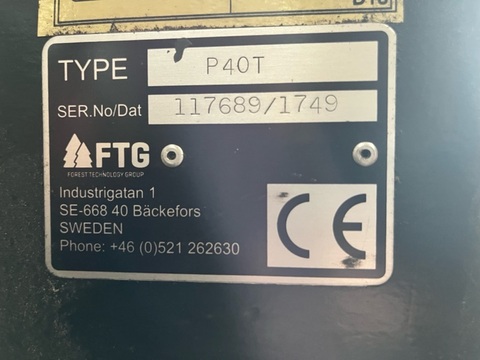 TYPE P40T
SER.No/Dat 117689/1749
FTG
FOREST TECHNOLOGY GROUP
Industrigatan 1
SE-668 40 Bäckefors
SWEDEN
Phone: +46 (0)521 262630
CE